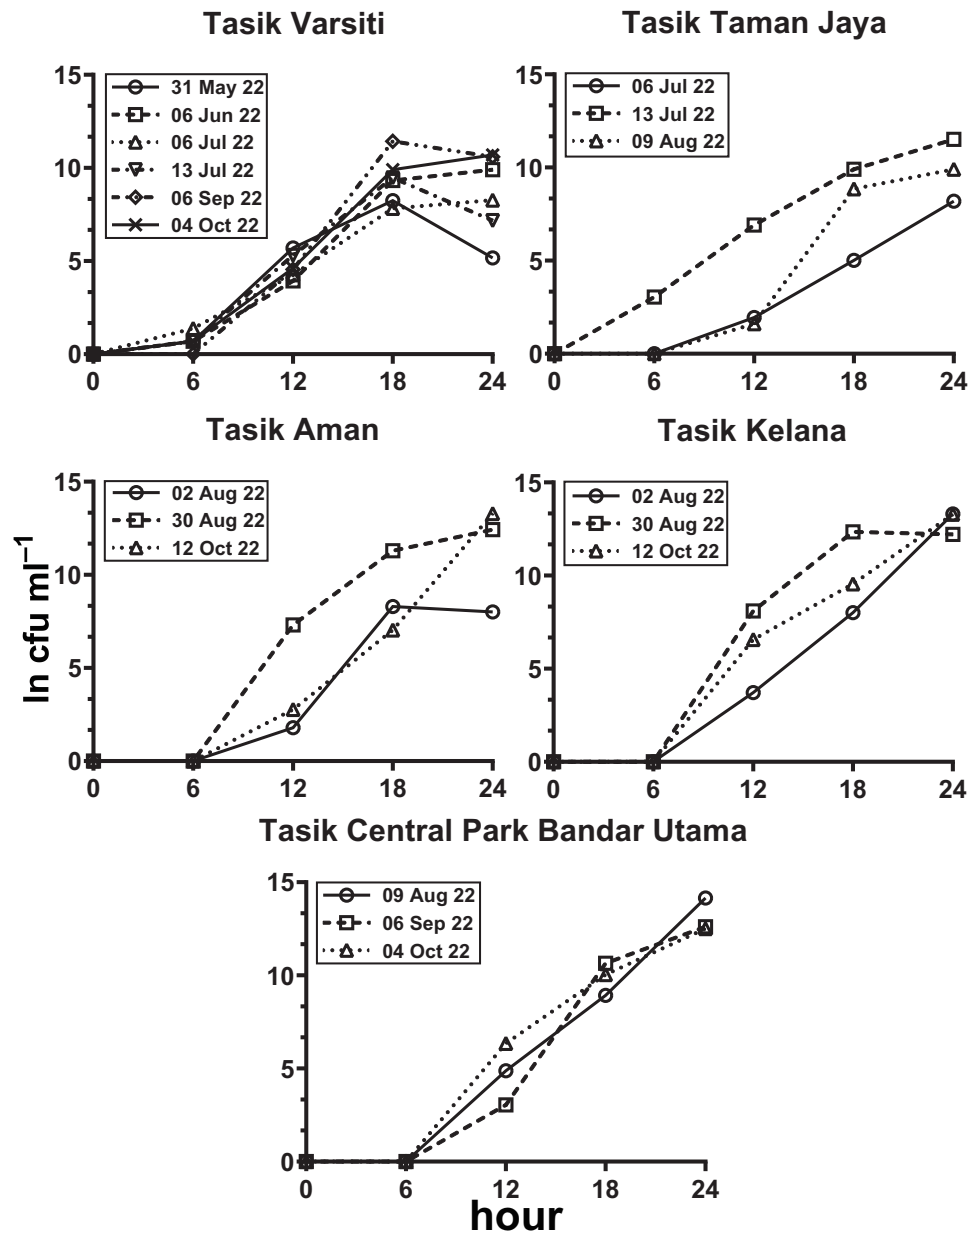 Tasik Varsiti
15
10
5
0
31 May 22
06 Jun 22
06 Jul 22
13 Jul 22
06 Sep 22
04 Oct 22
0 6 12 18 24
Tasik Taman Jaya
15
10
5
0
06 Jul 22
13 Jul 22
09 Aug 22
0 6 12 18 24
ln cfu ml⁻¹
Tasik Aman
15
10
5
0
02 Aug 22
30 Aug 22
12 Oct 22
0 6 12 18 24
Tasik Kelana
15
10
5
0
02 Aug 22
30 Aug 22
12 Oct 22
0 6 12 18 24
Tasik Central Park Bandar Utama
15
10
5
0
09 Aug 22
06 Sep 22
04 Oct 22
0 6 12 18 24
hour